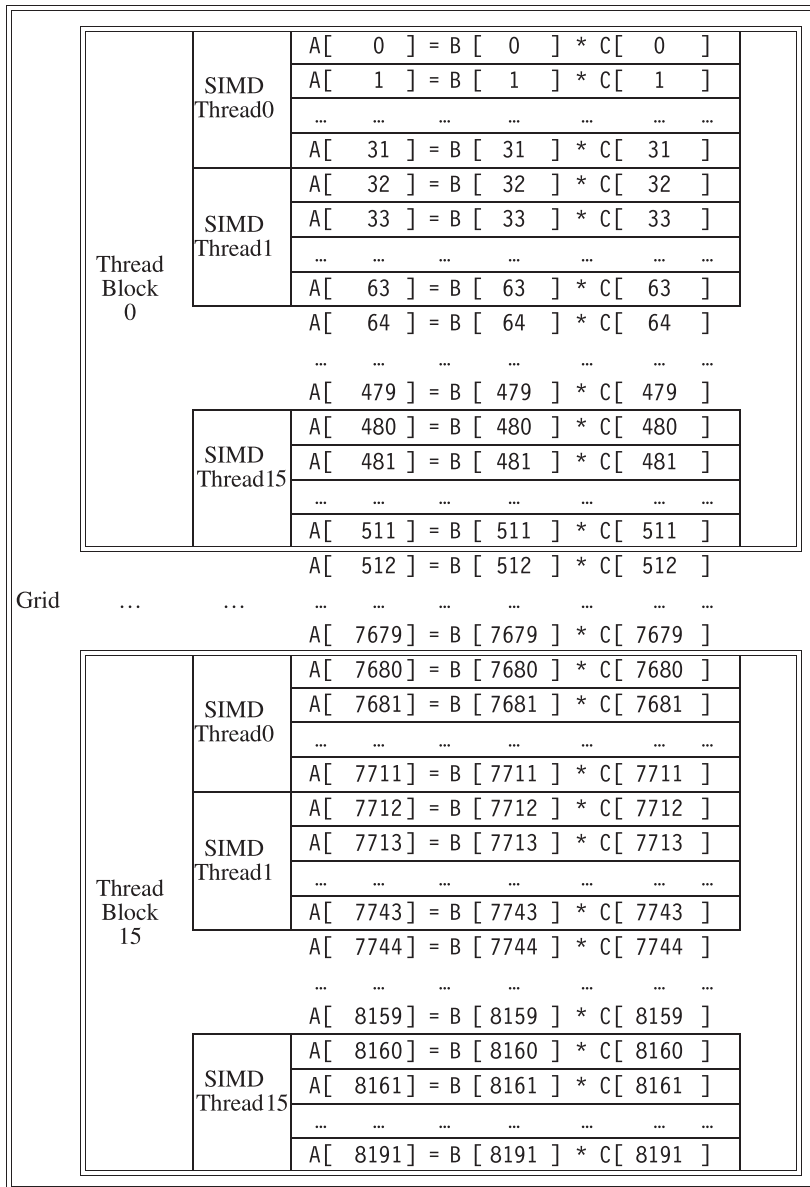 A[ 0 ] = B [ 0 ] * C[ 0 ]
SIMD Thread0 A[ 1 ] = B [ 1 ] * C[ 1 ]
… … … … … … …
A[ 31 ] = B [ 31 ] * C[ 31 ]
A[ 32 ] = B [ 32 ] * C[ 32 ]
SIMD Thread1 A[ 33 ] = B [ 33 ] * C[ 33 ]
… … … … … … …
Thread Block 0 A[ 63 ] = B [ 63 ] * C[ 63 ]
A[ 64 ] = B [ 64 ] * C[ 64 ]
… … … … … … …
A[ 479 ] = B [ 479 ] * C[ 479 ]
A[ 480 ] = B [ 480 ] * C[ 480 ]
SIMD Thread15 A[ 481 ] = B [ 481 ] * C[ 481 ]
… … … … … … …
A[ 511 ] = B [ 511 ] * C[ 511 ]
A[ 512 ] = B [ 512 ] * C[ 512 ]
Grid … … … … … … … … …
A[ 7679] = B [ 7679 ] * C[ 7679 ]
A[ 7680] = B [ 7680 ] * C[ 7680 ]
SIMD Thread0 A[ 7681] = B [ 7681 ] * C[ 7681 ]
… … … … … … …
A[ 7711] = B [ 7711 ] * C[ 7711 ]
A[ 7712] = B [ 7712 ] * C[ 7712 ]
SIMD Thread1 A[ 7713] = B [ 7713 ] * C[ 7713 ]
… … … … … … …
Thread Block 15 A[ 7743] = B [ 7743 ] * C[ 7743 ]
A[ 7744] = B [ 7744 ] * C[ 7744 ]
… … … … … … …
A[ 8159] = B [ 8159 ] * C[ 8159 ]
A[ 8160] = B [ 8160 ] * C[ 8160 ]
SIMD Thread15 A[ 8161] = B [ 8161 ] * C[ 8161 ]
… … … … … … …
A[ 8191] = B [ 8191 ] * C[ 8191 ]